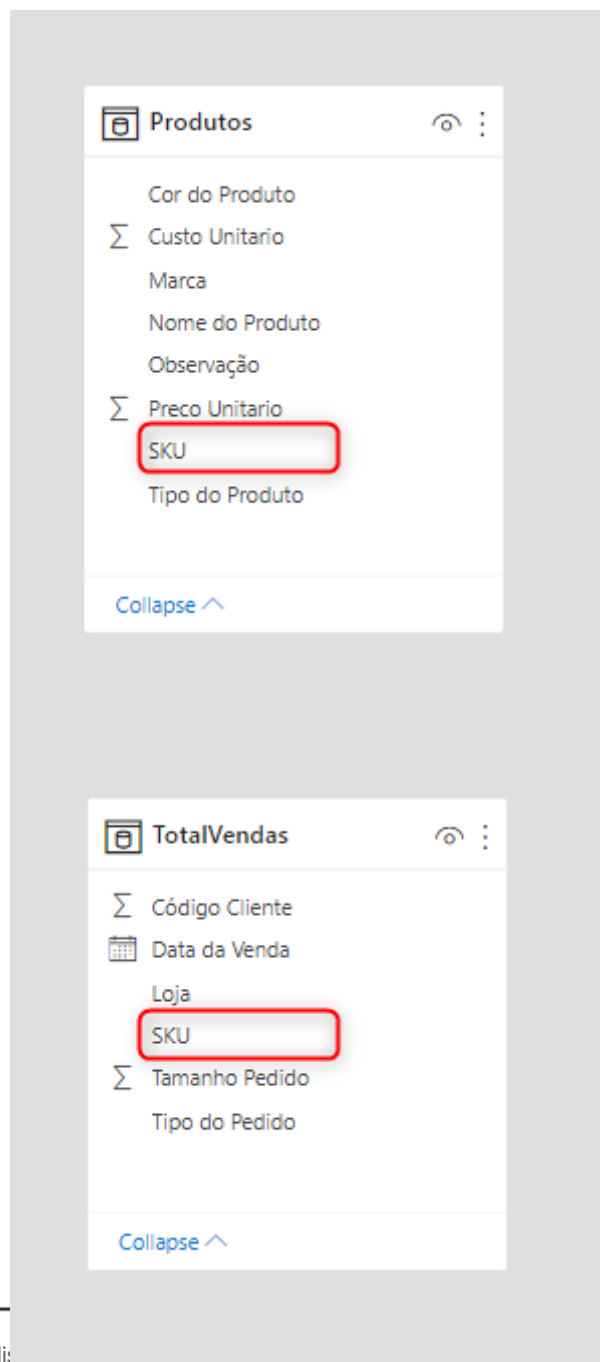 Produtos
Cor do Produto
Custo Unitario
Marca
Nome do Produto
Observação
Preco Unitario
SKU
Tipo do Produto
Collapse
TotalVendas
Código Cliente
Data da Venda
Loja
SKU
Tamanho Pedido
Tipo do Pedido
Collapse